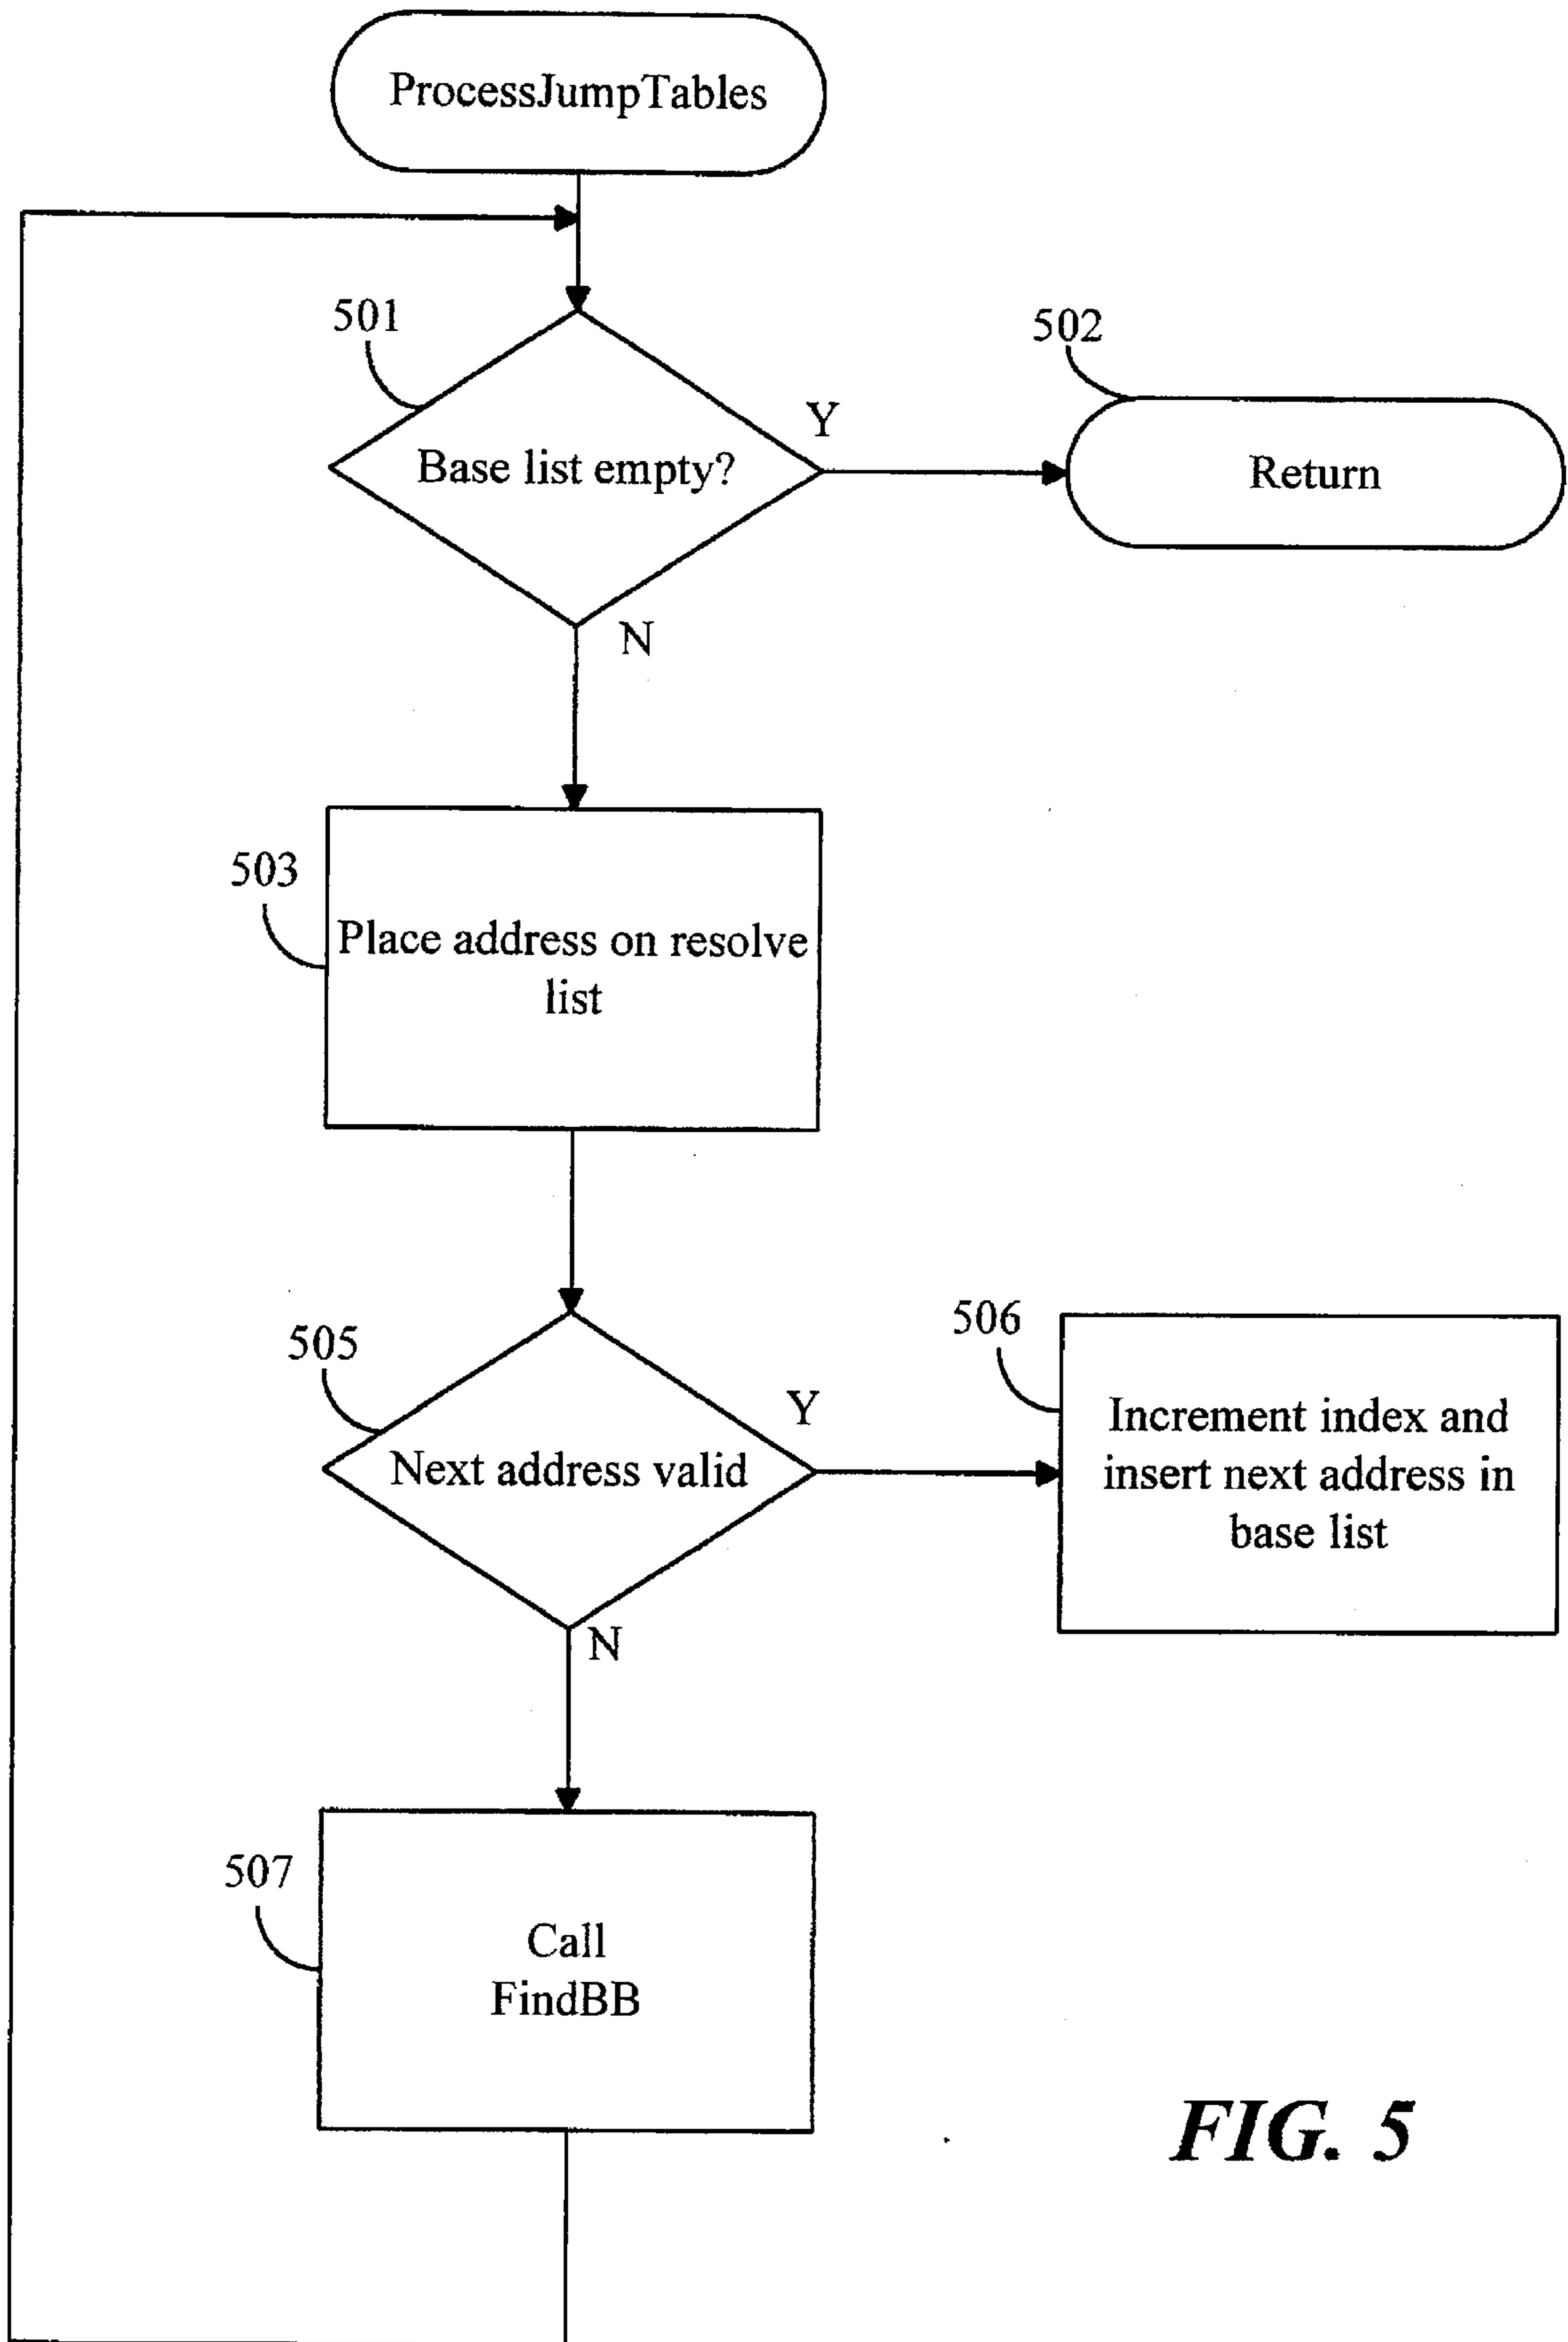 ProcessJumpTables
501
Base list empty?
Y
502
Return
N
503
Place address on resolve
list
505
Next address valid
Y
506
Increment index and
insert next address in
base list
N
507
Call
FindBB
FIG. 5